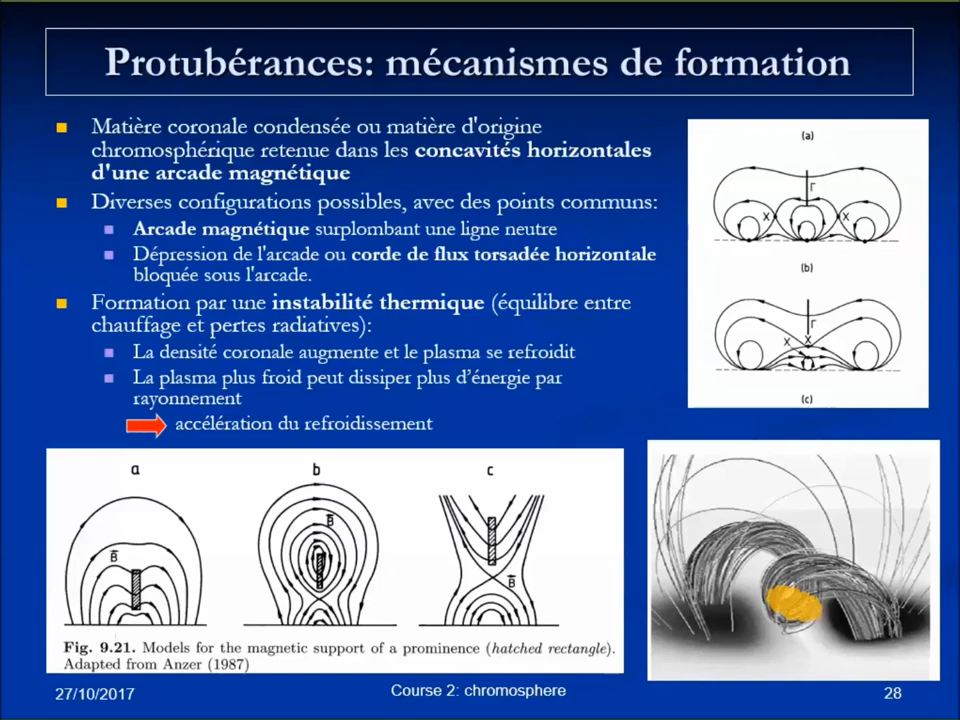 Protubérances: mécanismes de formation
Matière coronale condensée ou matière d'origine
chromosphérique retenue dans les concavités horizontales
d'une arcade magnétique
Diverses configurations possibles, avec des points communs:
Arcade magnétique surplombant une ligne neutre
Dépression de l'arcade ou corde de flux torsadée horizontale
bloquée sous l'arcade.
Formation par une instabilité thermique (équilibre entre
chauffage et pertes radiatives):
La densité coronale augmente et le plasma se refroidit
La plasma plus froid peut dissiper plus d'énergie par
rayonnement
accélération du refroidissement
(a)
Γ
X X
(b)
Γ
X X
(c)
a b c
B B B
Fig. 9.21. Models for the magnetic support of a prominence (hatched rectangle).
Adapted from Anzer (1987)
27/10/2017
Course 2: chromosphere
28